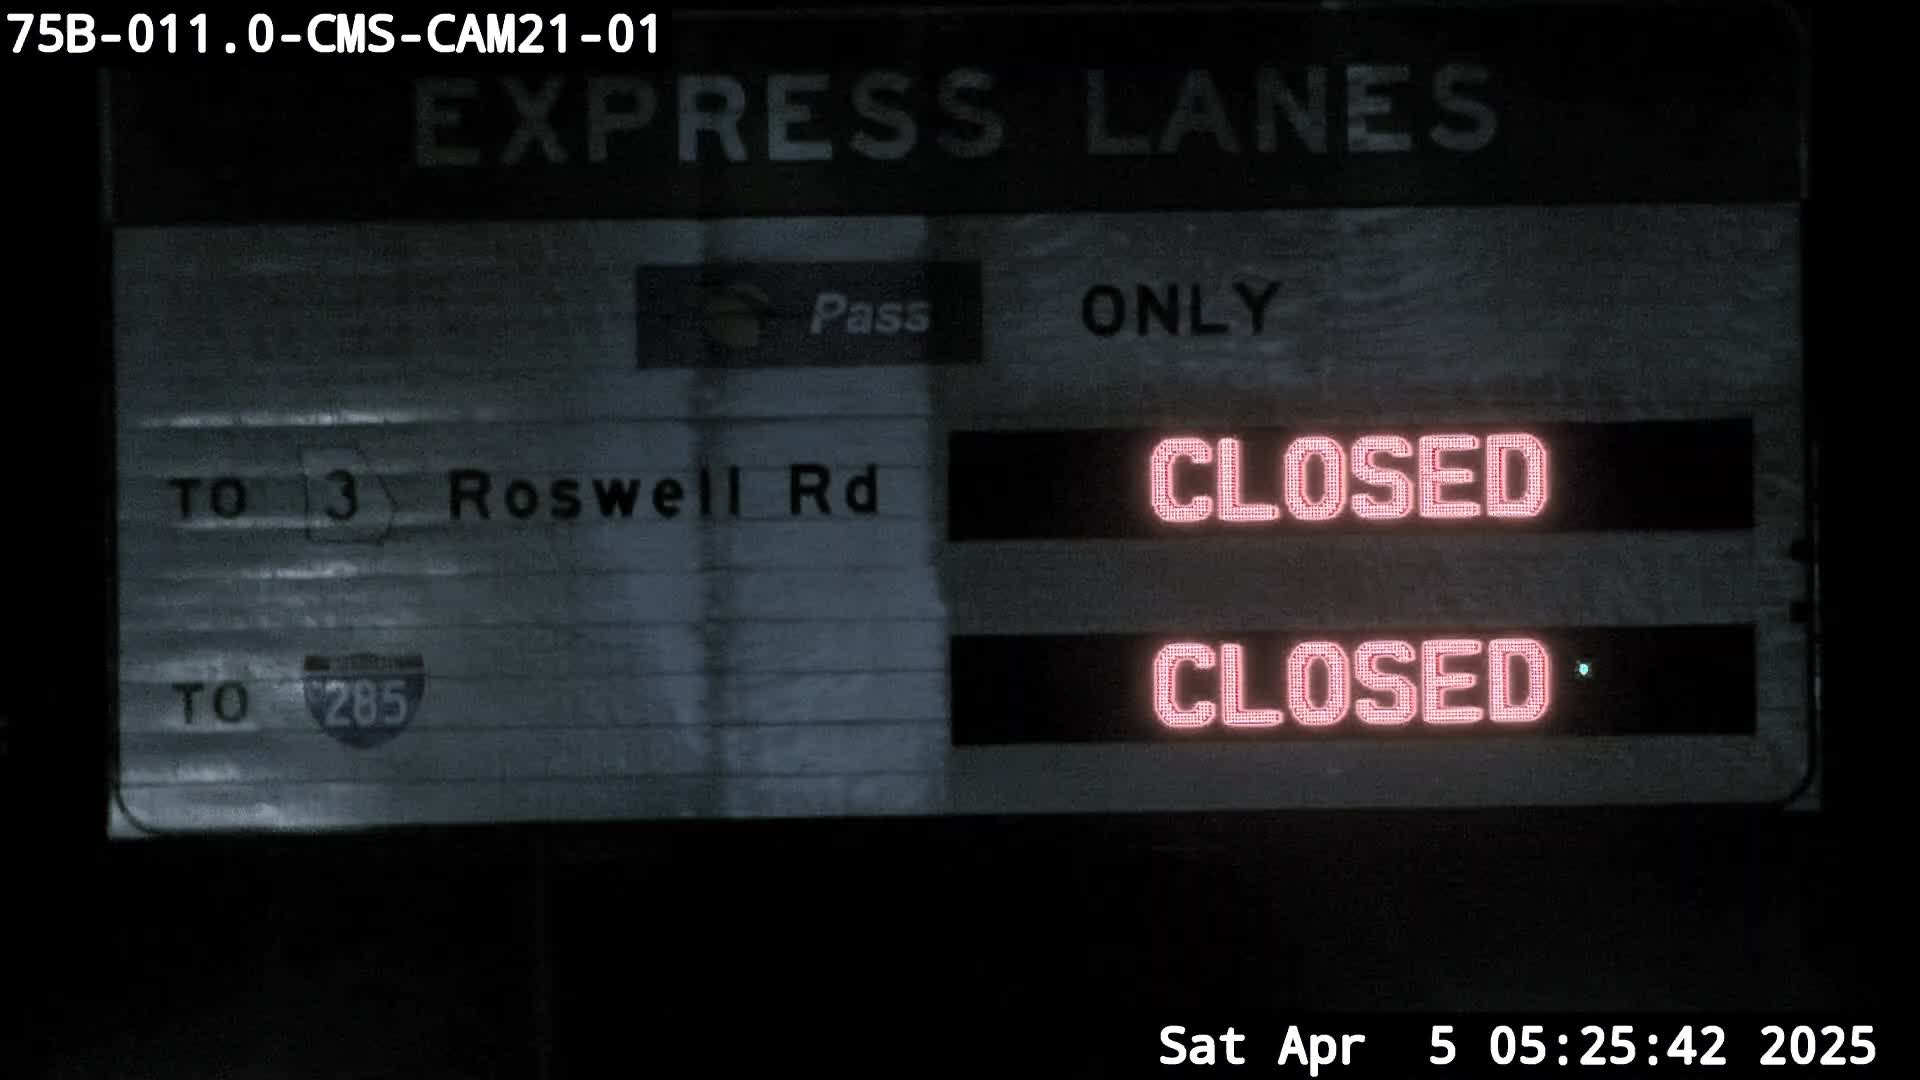 75B-011.0-CMS-CAM21-01
EXPRESS LANES
Pass ONLY
TO 3 Roswell Rd CLOSED
TO 285 CLOSED
Sat Apr 5 05:25:42 2025